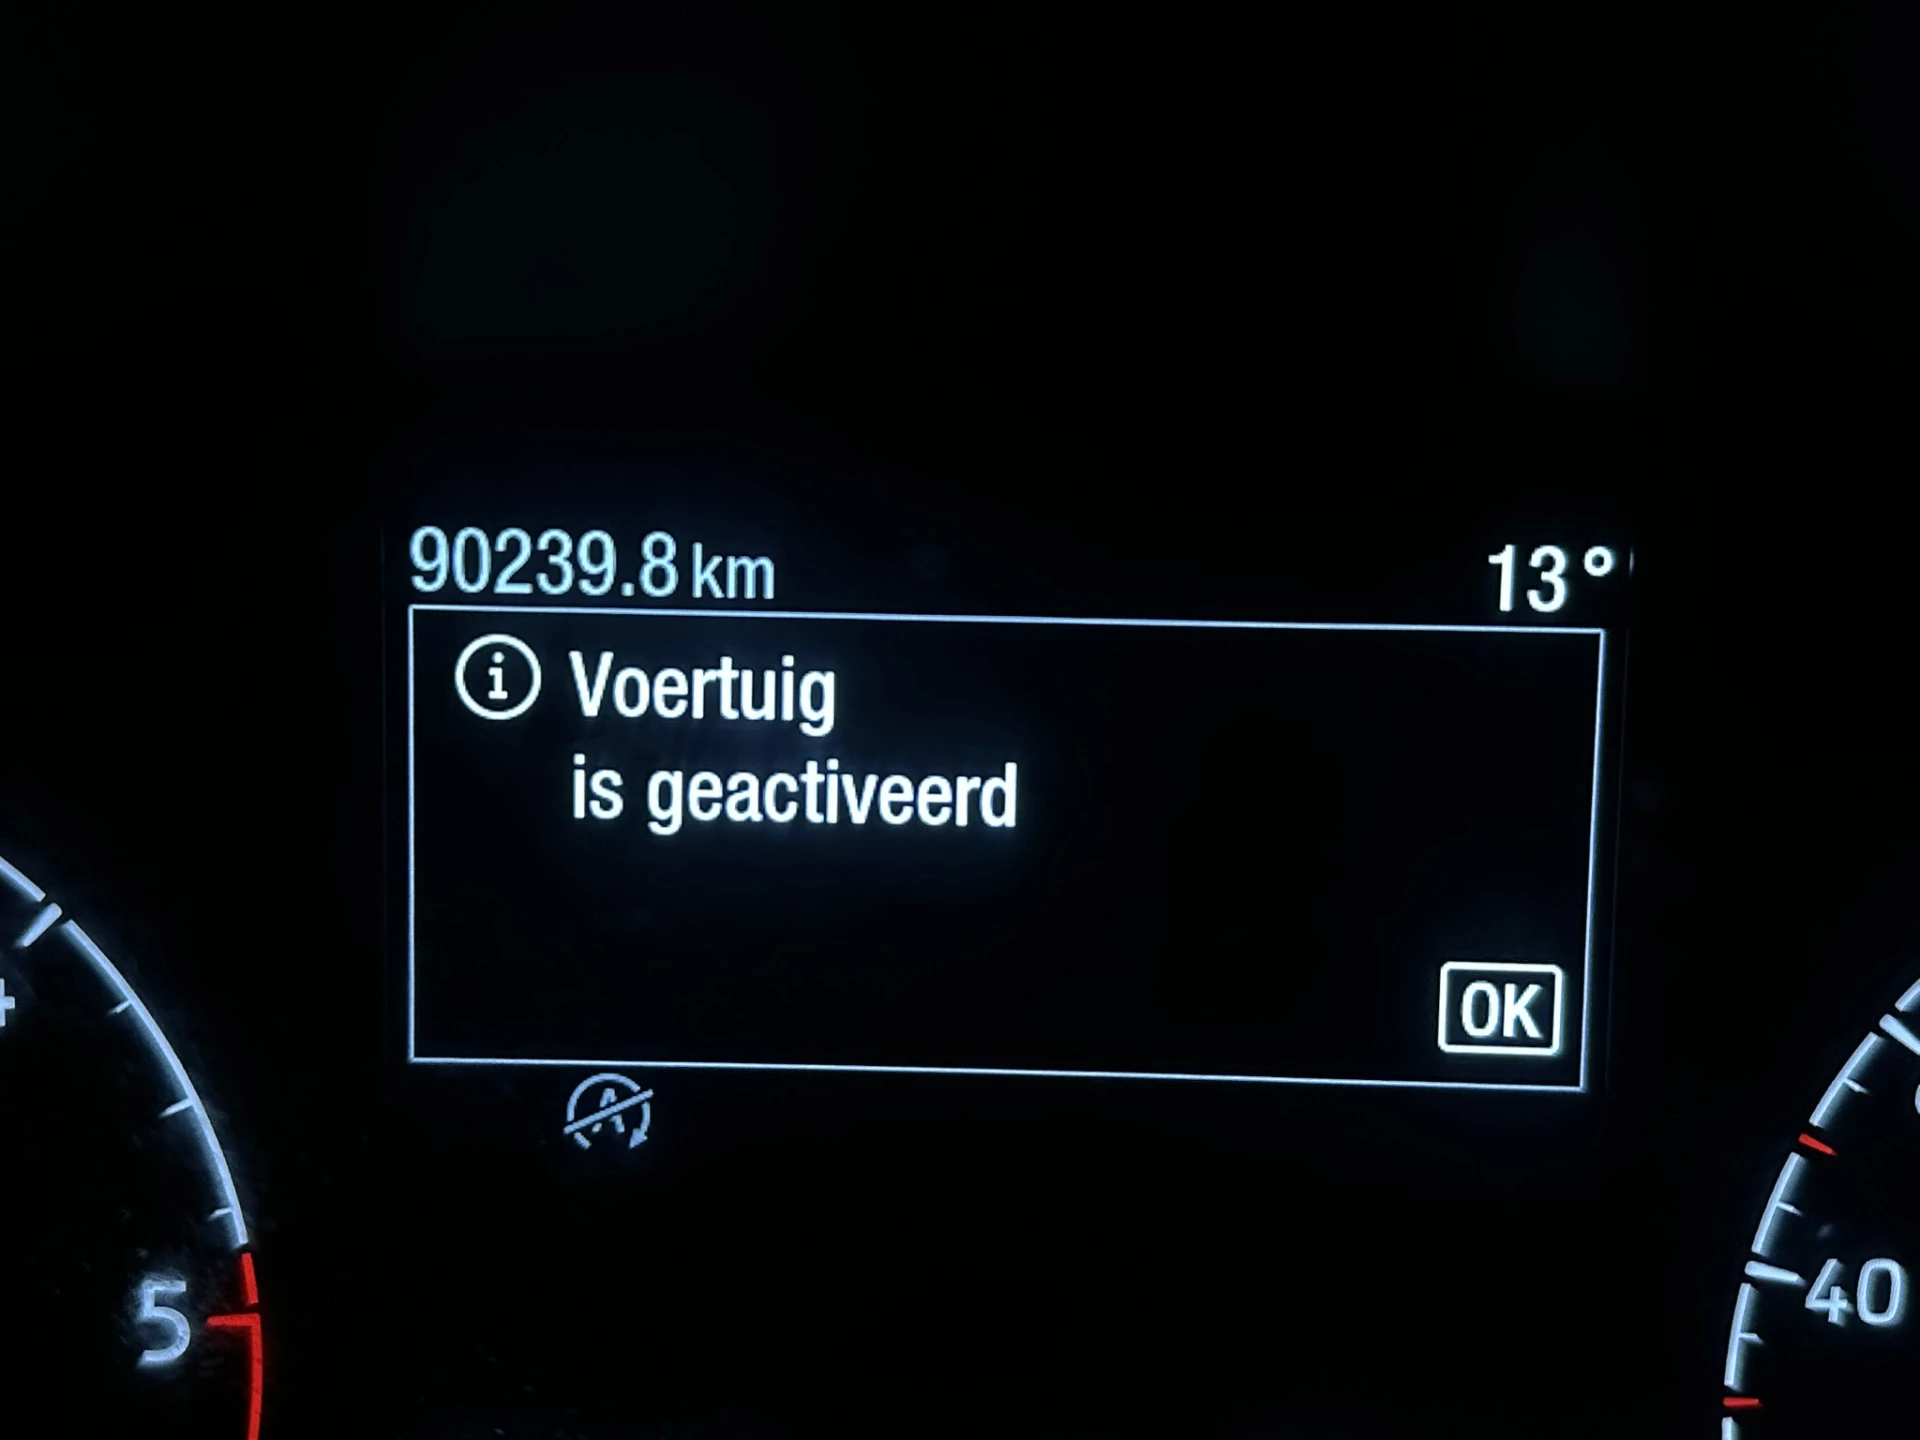 90239.8 km 13°
i Voertuig
is geactiveerd
OK
A
5
40